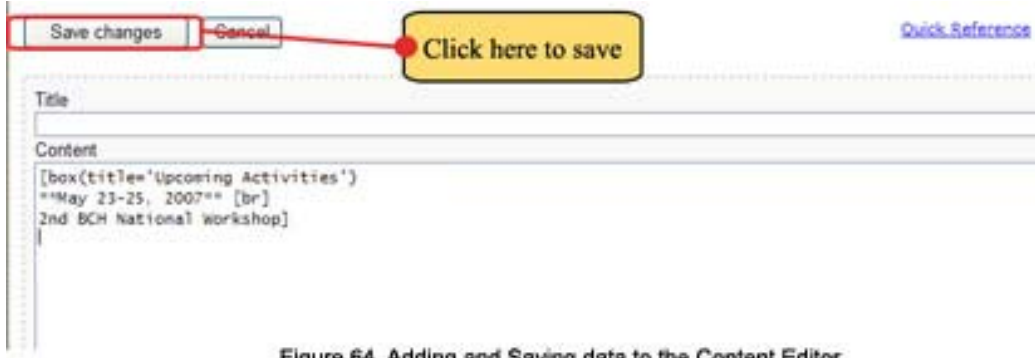 Save changes Cancel Click here to save Quick Reference
Title
Content
[box(title='Upcoming Activities')
**May 23-25, 2007** [br]
2nd BCH National Workshop]
Figure 64. Adding and Saving data to the Content Editor